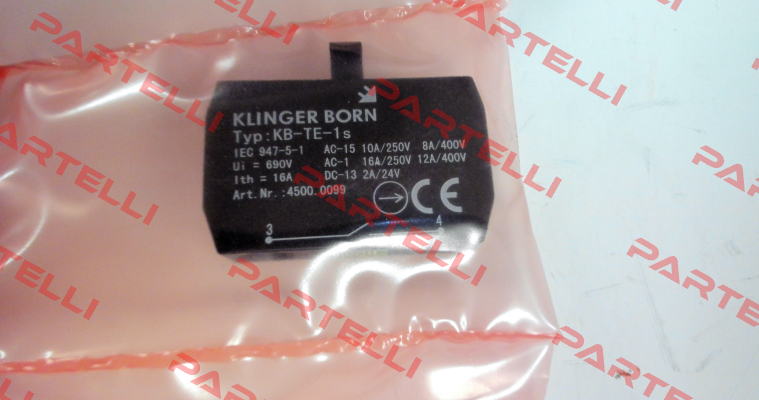 KLINGER BORN
Typ:KB-TE-1s
IEC 947-5-1 AC-15 10A/250V 8A/400V
Ui = 690V AC-1 16A/250V 12A/400V
Ith = 16A DC-13 2A/24V
Art.Nr.:4500.0099
CE
3 4
PARTELLI
PARTELLI
PARTELLI
PARTELLI
PARTELLI
PARTELLI
PARTELLI
PARTELLI
PARTELLI